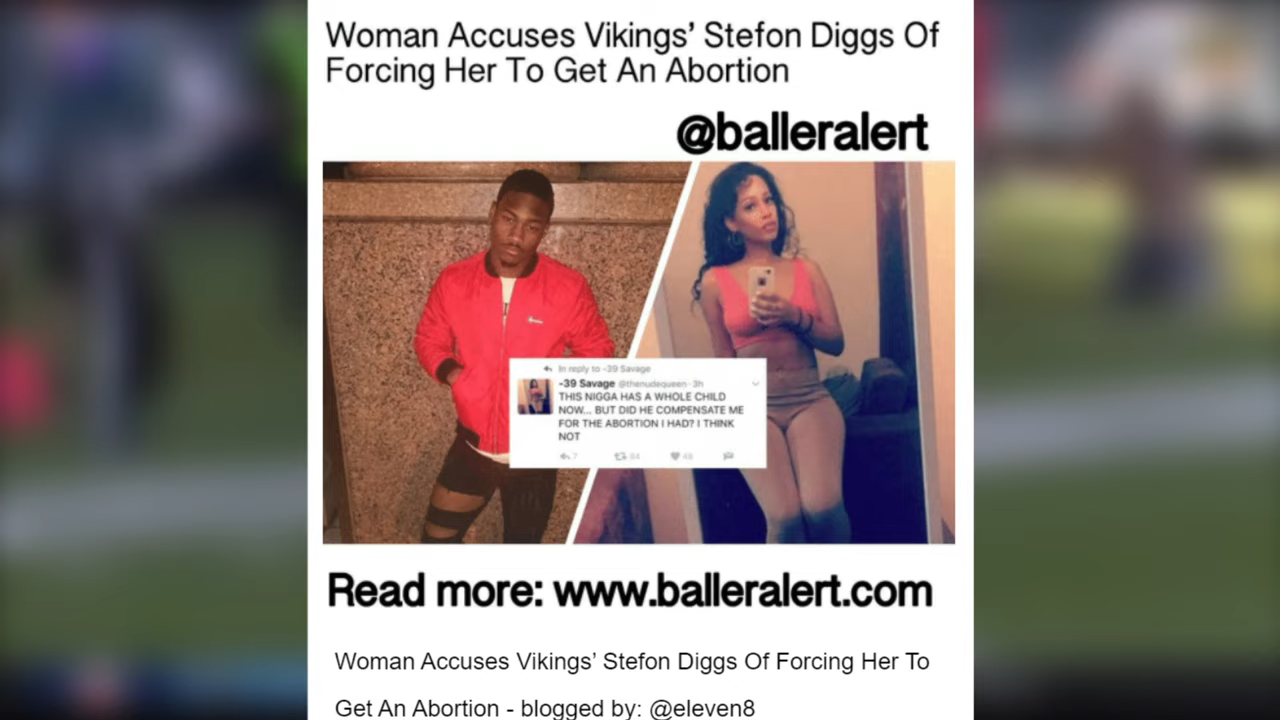 Woman Accuses Vikings’ Stefon Diggs Of
Forcing Her To Get An Abortion
@balleralert
In reply to -39 Savage
-39 Savage @thenudequeen · 3h
THIS NIGGA HAS A WHOLE CHILD
NOW... BUT DID HE COMPENSATE ME
FOR THE ABORTION I HAD? I THINK
NOT
7 84 48
Read more: www.balleralert.com
Woman Accuses Vikings’ Stefon Diggs Of Forcing Her To
Get An Abortion - blogged by: @eleven8